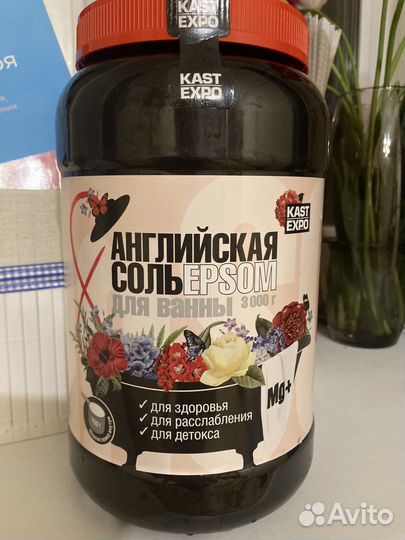 KAST
EXPO
KAST
EXPO
KAST
EXPO
АНГЛИЙСКАЯ
СОЛЬ EPSOM
для ванны 3 000 г
Mg+
✓ для здоровья
✓ для расслабления
✓ для детокса
Avito